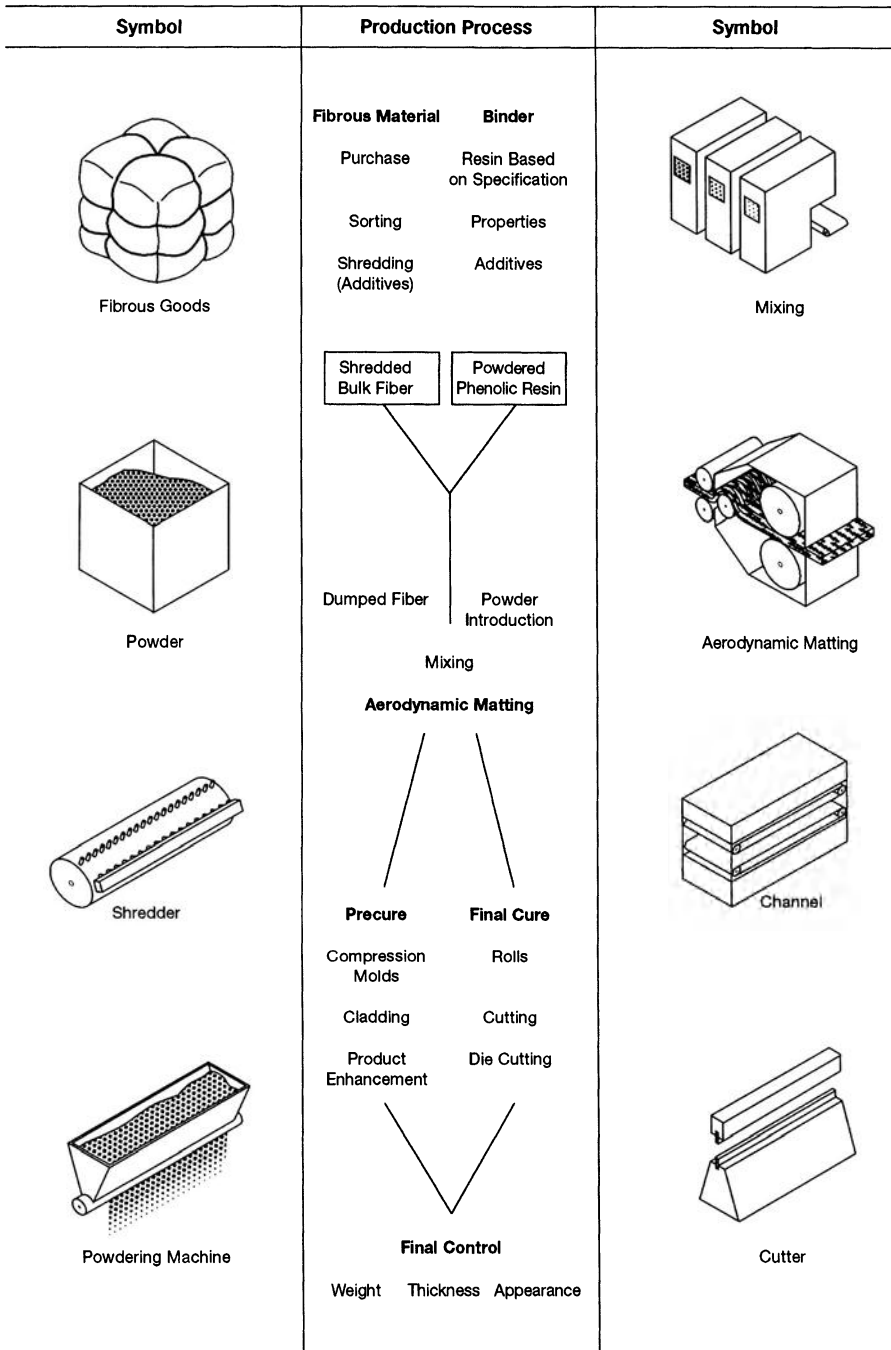 Symbol
Production Process
Symbol
Fibrous Goods
Powder
Shredder
Powdering Machine
Fibrous Material
Binder
Purchase
Resin Based
on Specification
Sorting
Properties
Shredding
(Additives)
Additives
Shredded
Bulk Fiber
Powdered
Phenolic Resin
Dumped Fiber
Powder
Introduction
Mixing
Aerodynamic Matting
Precure
Final Cure
Compression
Molds
Rolls
Cladding
Cutting
Product
Enhancement
Die Cutting
Final Control
Weight Thickness Appearance
Mixing
Aerodynamic Matting
Channel
Cutter